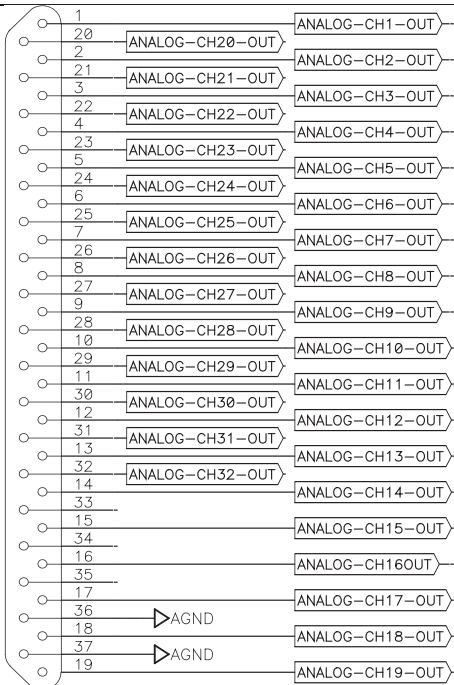 1 ANALOG-CH1-OUT
20 ANALOG-CH20-OUT
2 ANALOG-CH2-OUT
21 ANALOG-CH21-OUT
3 ANALOG-CH3-OUT
22 ANALOG-CH22-OUT
4 ANALOG-CH4-OUT
23 ANALOG-CH23-OUT
5 ANALOG-CH5-OUT
24 ANALOG-CH24-OUT
6 ANALOG-CH6-OUT
25 ANALOG-CH25-OUT
7 ANALOG-CH7-OUT
26 ANALOG-CH26-OUT
8 ANALOG-CH8-OUT
27 ANALOG-CH27-OUT
9 ANALOG-CH9-OUT
28 ANALOG-CH28-OUT
10 ANALOG-CH10-OUT
29 ANALOG-CH29-OUT
11 ANALOG-CH11-OUT
30 ANALOG-CH30-OUT
12 ANALOG-CH12-OUT
31 ANALOG-CH31-OUT
13 ANALOG-CH13-OUT
32 ANALOG-CH32-OUT
14 ANALOG-CH14-OUT
33
15 ANALOG-CH15-OUT
34
16 ANALOG-CH16OUT
35
17 ANALOG-CH17-OUT
36 AGND
18 ANALOG-CH18-OUT
37 AGND
19 ANALOG-CH19-OUT